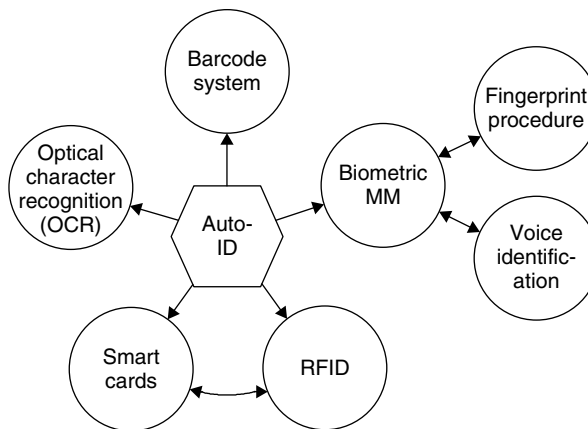 Barcode
system
Fingerprint
procedure
Optical
character
recognition
(OCR)
Biometric
MM
Auto-
ID
Voice
identific-
ation
Smart
cards
RFID